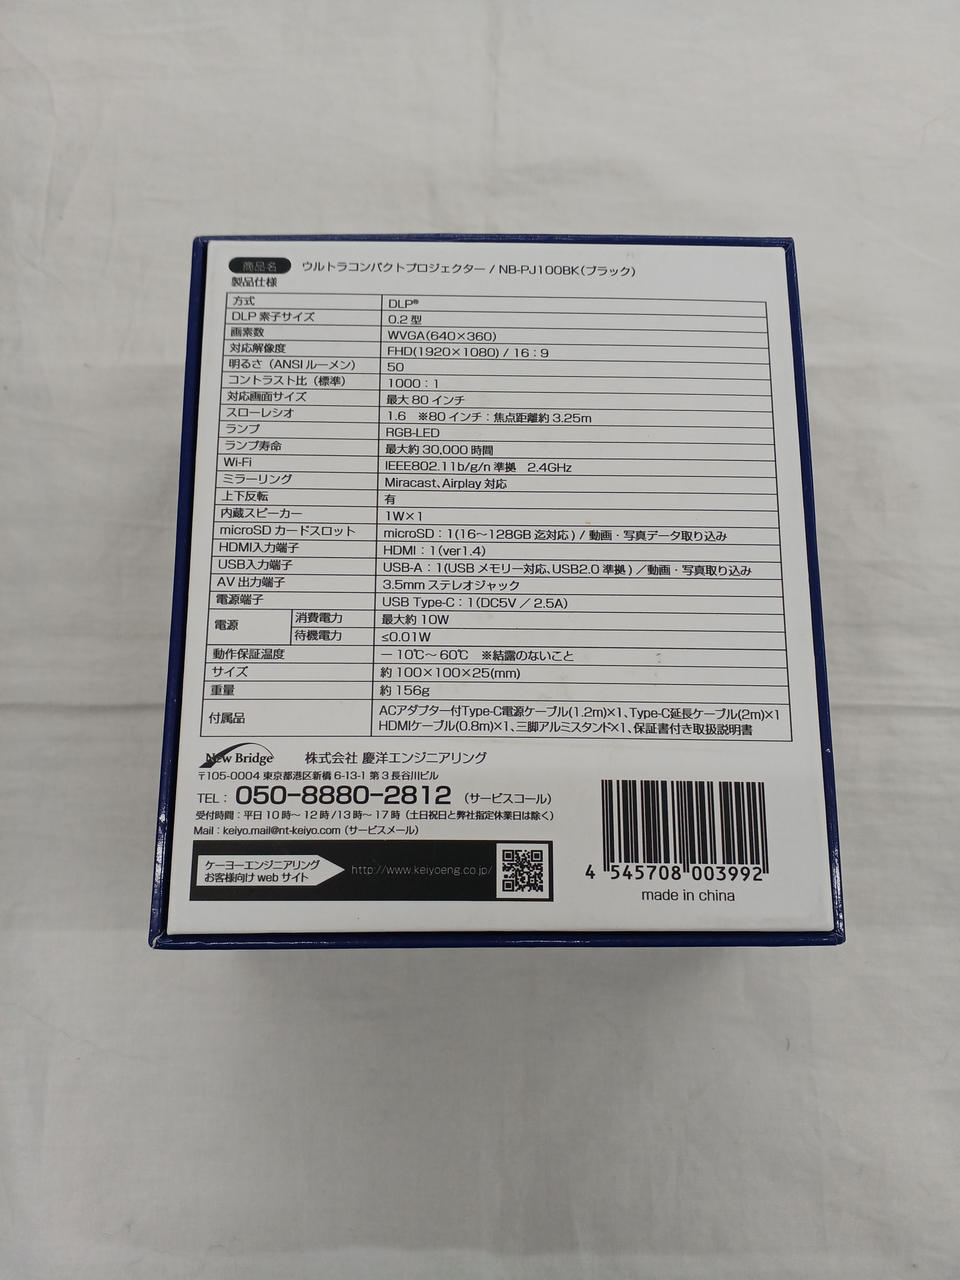 商品名 ウルトラコンパクトプロジェクター / NB-PJ100BK(ブラック)
製品仕様
方式 DLP®
DLP 素子サイズ 0.2 型
画素数 WVGA(640×360)
対応解像度 FHD(1920×1080) / 16:9
明るさ(ANSI ルーメン) 50
コントラスト比(標準) 1000:1
対応画面サイズ 最大 80 インチ
スローレシオ 1.6 ※80 インチ:焦点距離約 3.25m
ランプ RGB-LED
ランプ寿命 最大約 30,000 時間
Wi-Fi IEEE802.11b/g/n 準拠 2.4GHz
ミラーリング Miracast、Airplay 対応
上下反転 有
内蔵スピーカー 1W×1
microSD カードスロット microSD:1(16〜128GB 迄対応) / 動画・写真データ取り込み
HDMI入力端子 HDMI:1(ver1.4)
USB入力端子 USB-A:1(USB メモリー対応、USB2.0 準拠) /動画・写真取り込み
AV 出力端子 3.5mm ステレオジャック
電源端子 USB Type-C:1(DC5V / 2.5A)
電源 消費電力 最大約 10W
待機電力 ≤0.01W
動作保証温度 ー 10℃〜 60℃ ※結露のないこと
サイズ 約 100×100×25(mm)
重量 約 156g
付属品 ACアダプター付Type-C電源ケーブル(1.2m)×1、Type-C延長ケーブル(2m)×1
HDMIケーブル(0.8m)×1、三脚アルミスタンド×1、保証書付き取扱説明書
New Bridge 株式会社 慶洋エンジニアリング
〒105-0004 東京都港区新橋 6-13-1 第 3 長谷川ビル
TEL: 050-8880-2812 (サービスコール)
受付時間:平日 10 時〜 12 時 /13 時〜 17 時(土日祝日と弊社指定休業日は除く)
Mail:keiyo.mail@nt-keiyo.com (サービスメール)
ケーヨーエンジニアリング
お客様向け web サイト
http://www.keiyoeng.co.jp/
4 545708 003992
made in china